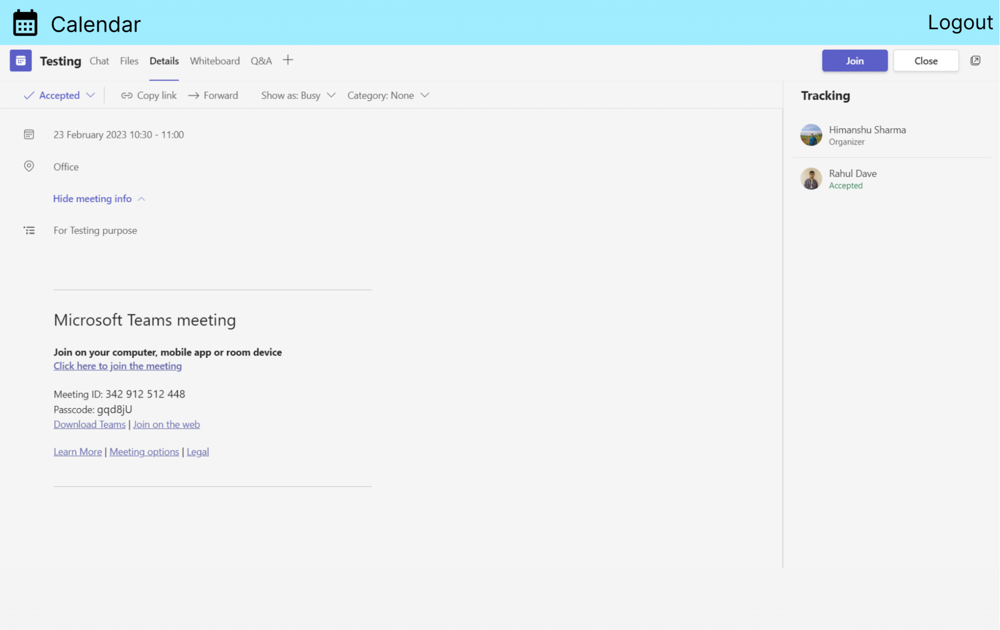 Calendar
Logout
Testing Chat Files Details Whiteboard Q&A
Join Close
Accepted Copy link Forward Show as: Busy Category: None
Tracking
23 February 2023 10:30 - 11:00
Office
Hide meeting info
For Testing purpose
Microsoft Teams meeting
Join on your computer, mobile app or room device
Click here to join the meeting
Meeting ID: 342 912 512 448
Passcode: gqd8jU
Download Teams | Join on the web
Learn More | Meeting options | Legal
Himanshu Sharma
Organizer
Rahul Dave
Accepted